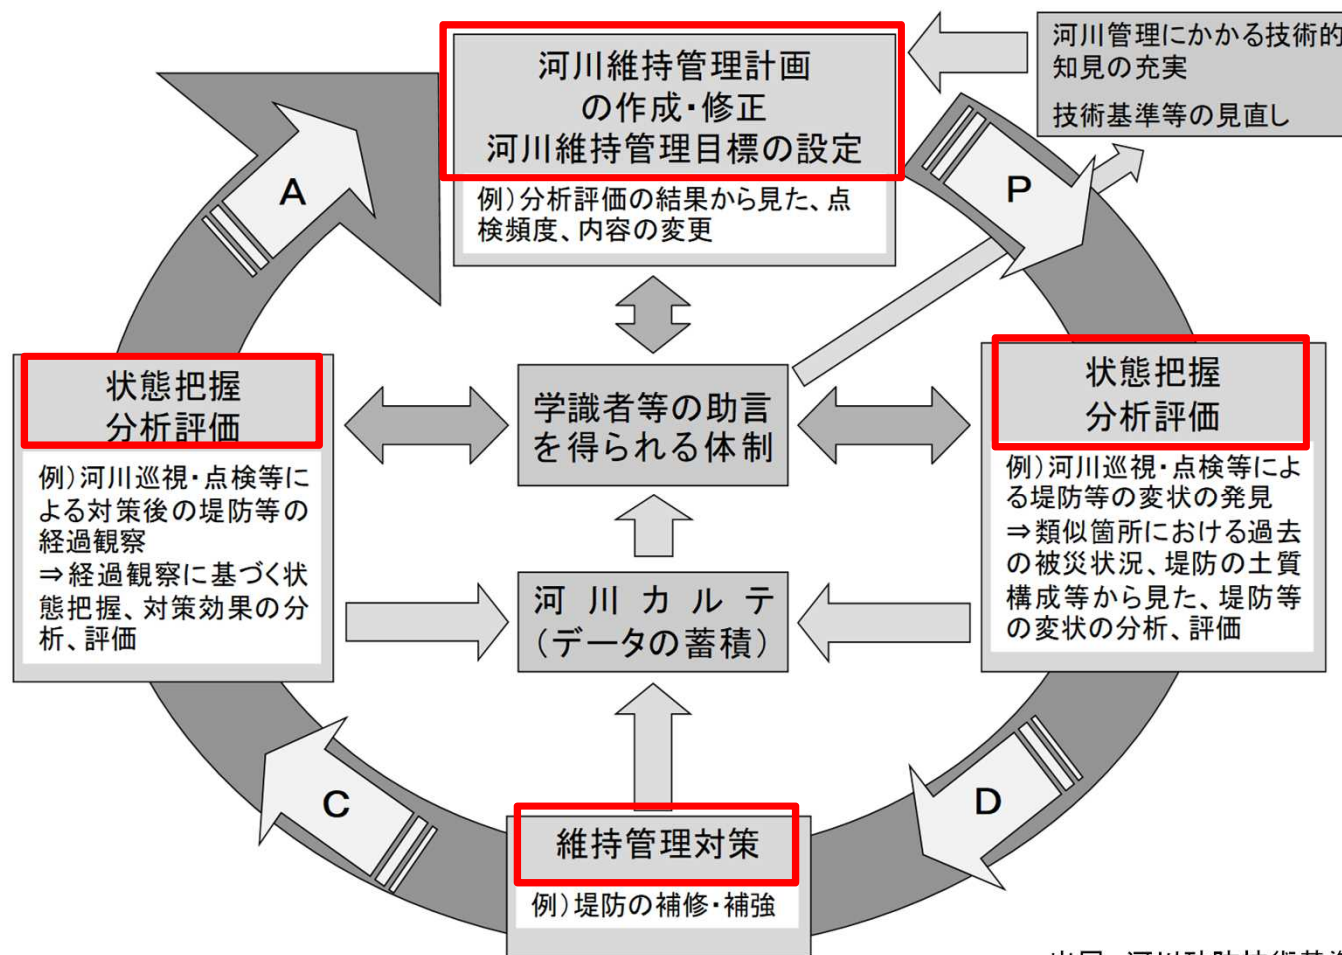 河川維持管理計画
の作成・修正
河川維持管理目標の設定
例）分析評価の結果から見た、点
検頻度、内容の変更
河川管理にかかる技術的
知見の充実
技術基準等の見直し
A
P
状態把握
分析評価
例）河川巡視・点検等に
よる対策後の堤防等の
経過観察
⇒経過観察に基づく状
態把握、対策効果の分
析、評価
学識者等の助言
を得られる体制
状態把握
分析評価
例）河川巡視・点検等によ
る堤防等の変状の発見
⇒類似箇所における過去
の被災状況、堤防の土質
構成等から見た、堤防等
の変状の分析、評価
河川カルテ
（データの蓄積）
C
D
維持管理対策
例）堤防の補修・補強